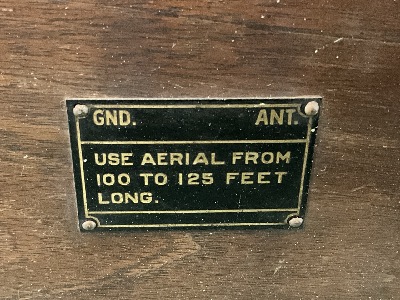 GND. ANT.
USE AERIAL FROM
100 TO 125 FEET
LONG.